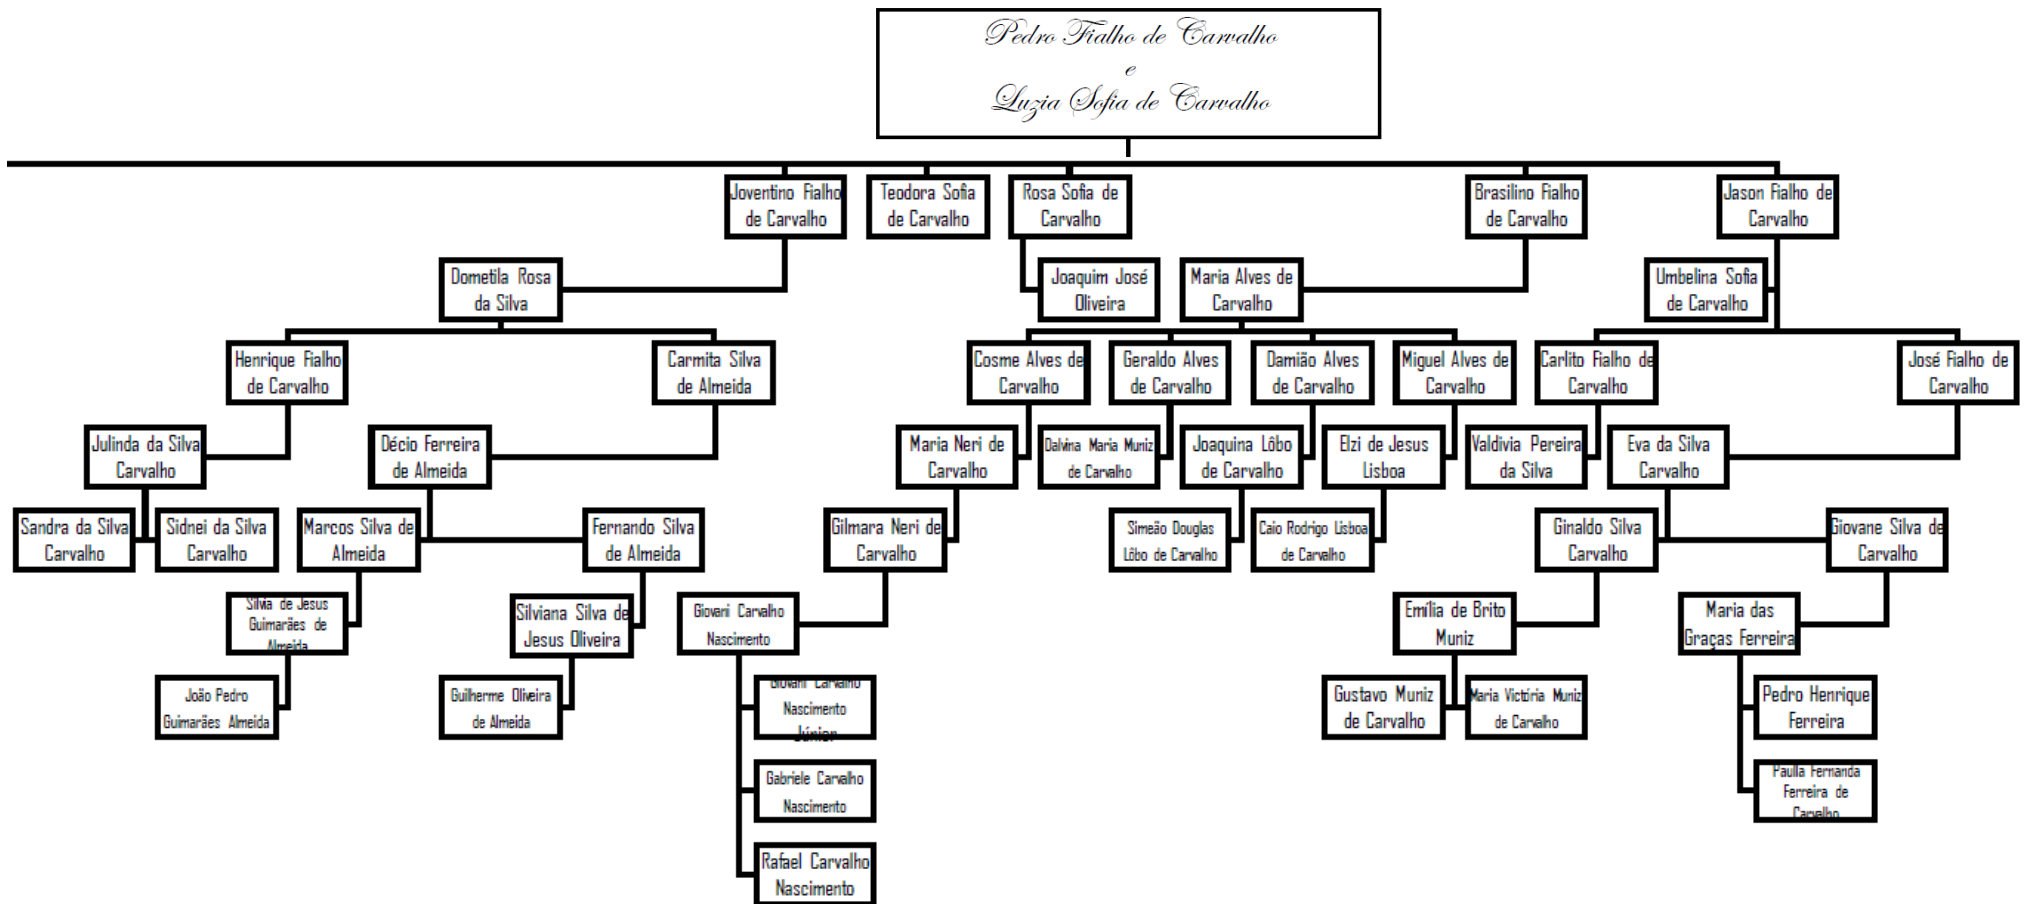 Pedro Fialho de Carvalho
e
Luzia Sofia de Carvalho
Joventino Fialho
de Carvalho
Teodora Sofia
de Carvalho
Rosa Sofia de
Carvalho
Brasilino Fialho
de Carvalho
Jason Fialho de
Carvalho
Dometila Rosa
da Silva
Joaquim José
Oliveira
Maria Alves de
Carvalho
Umbelina Sofia
de Carvalho
Henrique Fialho
de Carvalho
Carmita Silva
de Almeida
Cosme Alves de
Carvalho
Geraldo Alves
de Carvalho
Damião Alves
de Carvalho
Miguel Alves de
Carvalho
Carlito Fialho de
Carvalho
José Fialho de
Carvalho
Julinda da Silva
Carvalho
Décio Ferreira
de Almeida
Maria Neri de
Carvalho
Dalvina Maria Muniz
de Carvalho
Joaquina Lôbo
de Carvalho
Elzi de Jesus
Lisboa
Valdivia Pereira
da Silva
Eva da Silva
Carvalho
Sandra da Silva
Carvalho
Sidnei da Silva
Carvalho
Marcos Silva de
Almeida
Fernando Silva
de Almeida
Gilmara Neri de
Carvalho
Simeão Douglas
Lôbo de Carvalho
Caio Rodrigo Lisboa
de Carvalho
Ginaldo Silva
Carvalho
Giovane Silva de
Carvalho
Silvia de Jesus
Guimarães de
Almeida
Silviana Silva de
Jesus Oliveira
Giovani Carvalho
Nascimento
Emília de Brito
Muniz
Maria das
Graças Ferreira
João Pedro
Guimarães Almeida
Guilherme Oliveira
de Almeida
Giovani Carvalho
Nascimento
Júnior
Gustavo Muniz
de Carvalho
Maria Victória Muniz
de Carvalho
Pedro Henrique
Ferreira
Gabriele Carvalho
Nascimento
Paulla Fernanda
Ferreira de
Carvalho
Rafael Carvalho
Nascimento